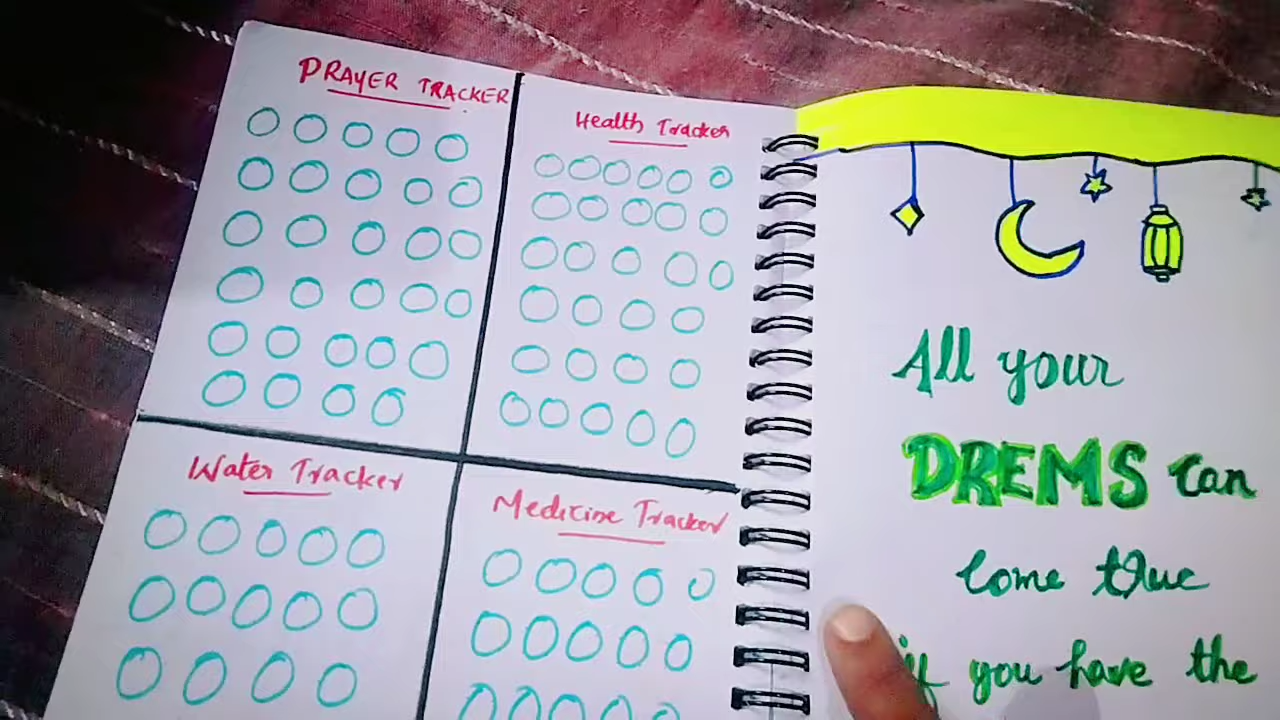 PRAYER TRACKER
Health Tracker
Water Tracker
Medicine Tracker
All your
DREMS can
come true
if you have the